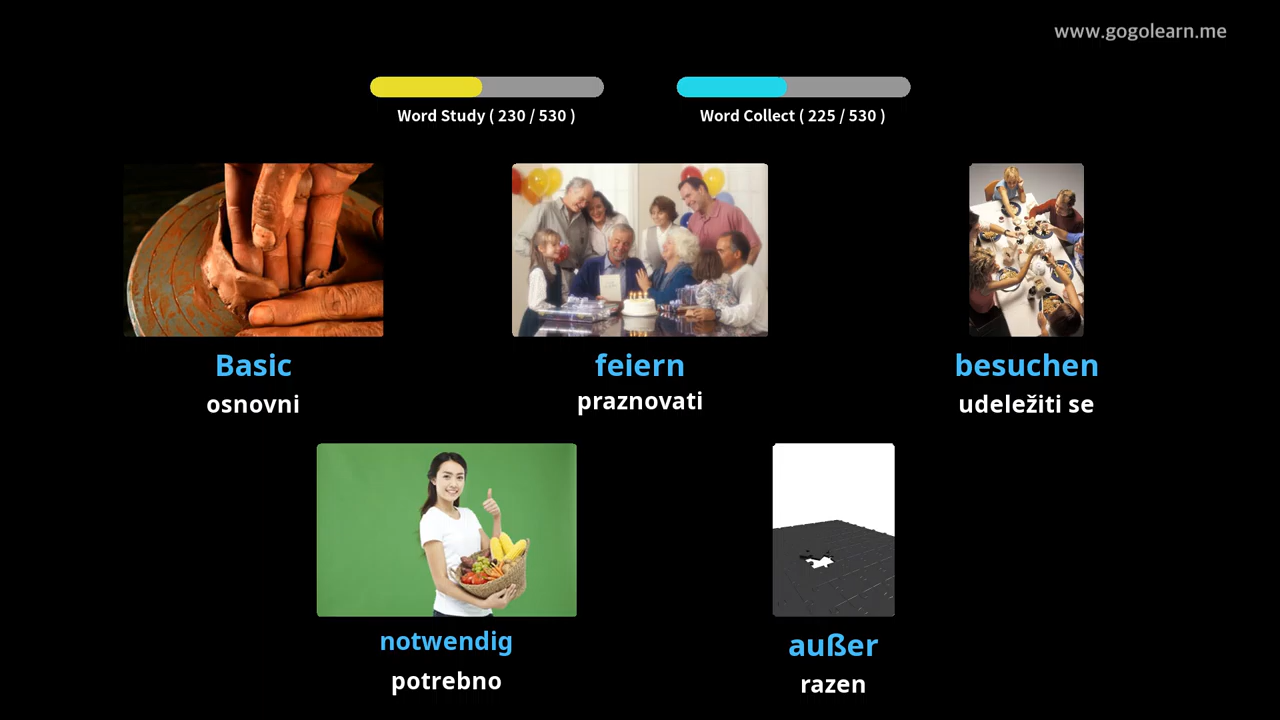 www.gogolearn.me
Word Study ( 230 / 530 )
Word Collect ( 225 / 530 )
Basic
osnovni
feiern
praznovati
besuchen
udeležiti se
notwendig
potrebno
außer
razen